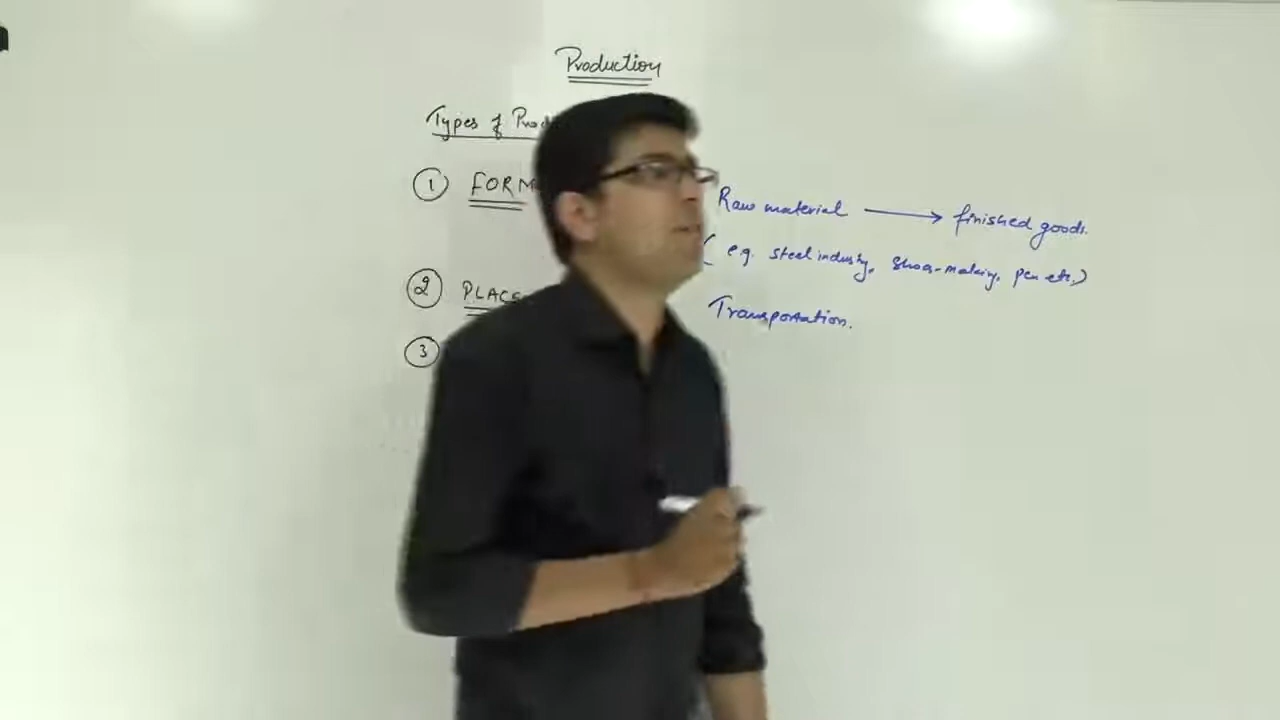 Production
Types of Prod
① FORM Raw material → finished goods.
( e.g. steel industry, shoe-making, pen etc.)
② PLACE Transportation.
③